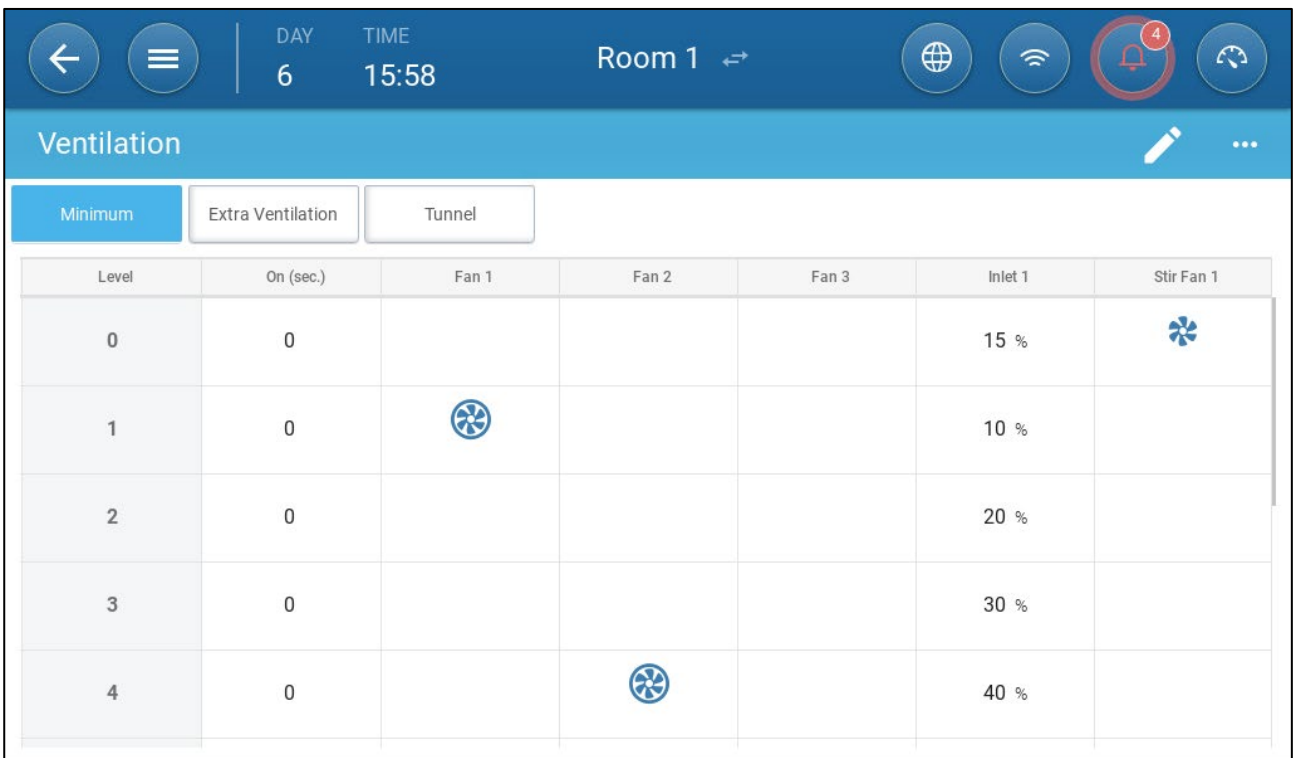 DAY TIME 4
6 15:58 Room 1
Ventilation
Minimum Extra Ventilation Tunnel
Level On (sec.) Fan 1 Fan 2 Fan 3 Inlet 1 Stir Fan 1
0 0 15 %
1 0 10 %
2 0 20 %
3 0 30 %
4 0 40 %